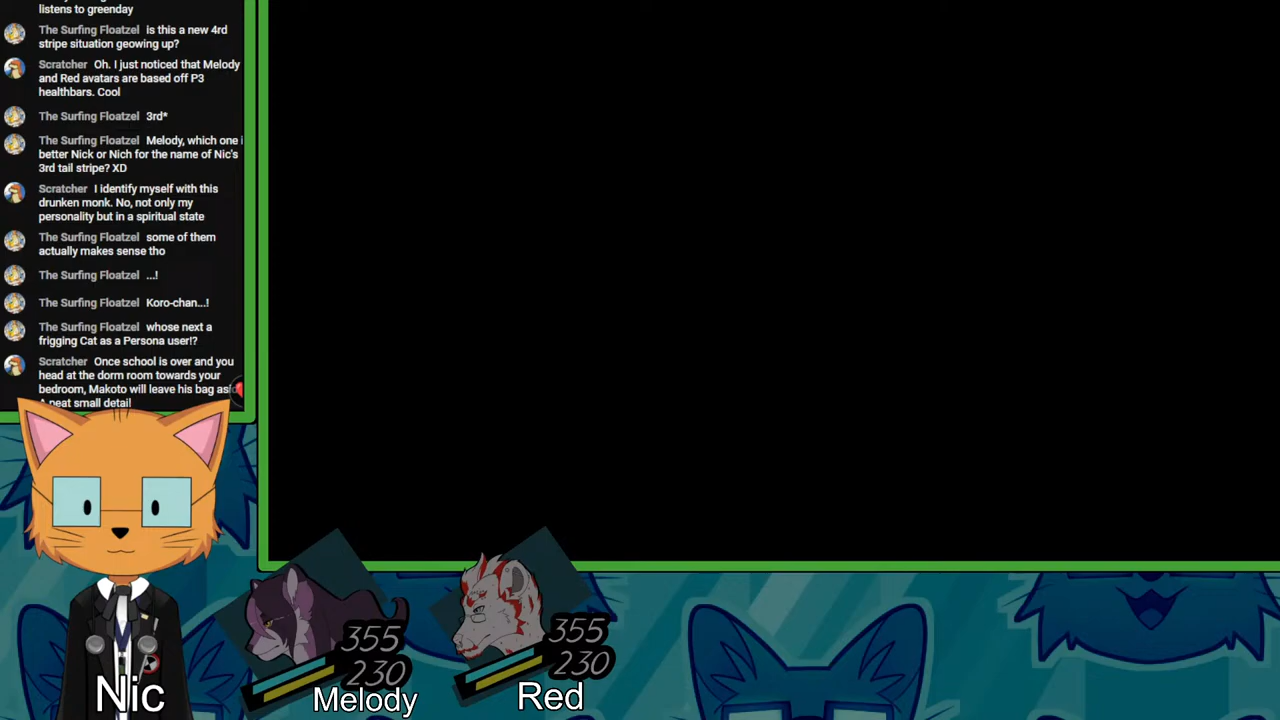 listens to greenday
The Surfing Floatzel is this a new 4rd
stripe situation geowing up?
Scratcher Oh. I just noticed that Melody
and Red avatars are based off P3
healthbars. Cool
The Surfing Floatzel 3rd*
The Surfing Floatzel Melody, which one i
better Nick or Nich for the name of Nic's
3rd tail stripe? XD
Scratcher I identify myself with this
drunken monk. No, not only my
personality but in a spiritual state
The Surfing Floatzel some of them
actually makes sense tho
The Surfing Floatzel ...!
The Surfing Floatzel Koro-chan...!
The Surfing Floatzel whose next a
frigging Cat as a Persona user!?
Scratcher Once school is over and you
head at the dorm room towards your
bedroom, Makoto will leave his bag asid
A neat small detail
355
230
355
230
Nic
Melody
Red